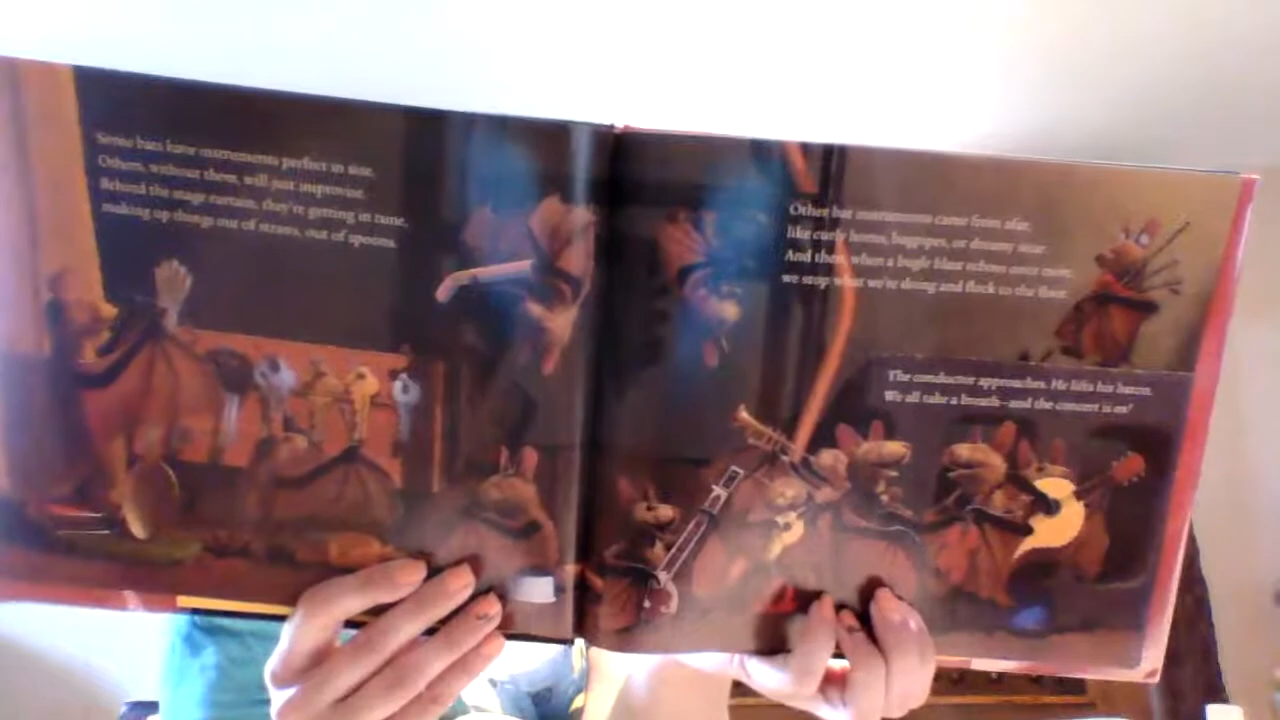 Some bats have instruments perfect in size.
Others, without them, will just improvise.
Behind the stage curtain, they're getting in tune,
making up things out of straws, out of spoons.
Other bat instruments came from afar,
like curly horns, bagpipes, or dreamy sitar.
And then, when a bugle blast echoes once more,
we stop what we're doing and flock to the floor.
The conductor approaches. He lifts his baton.
We all take a breath—and the concert is on!